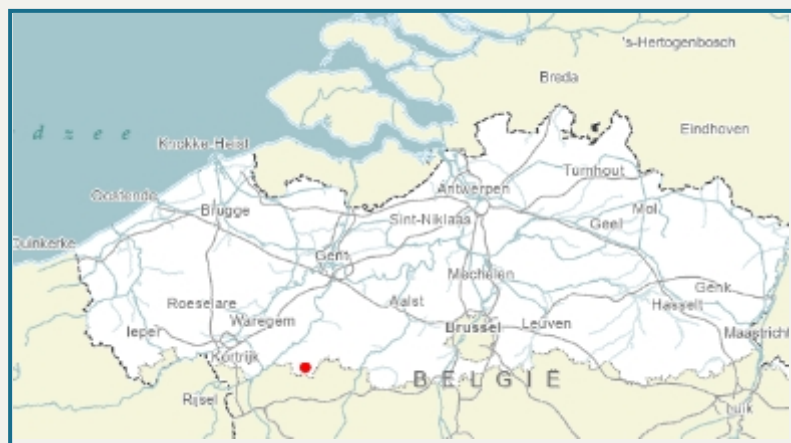 's-Hertogenbosch
Breda
Eindhoven
d z e e
Knokke-Heist
Turnhout
Antwerpen
Oostende
Brugge
Sint-Niklaas
Mol
Geel
Duinkerke
Gent
Mechelen
Genk
Roeselare
Aalst
Hasselt
Waregem
Brussel
Leuven
Ieper
Maastricht
Kortrijk
BELGIË
Rijsel
Luik